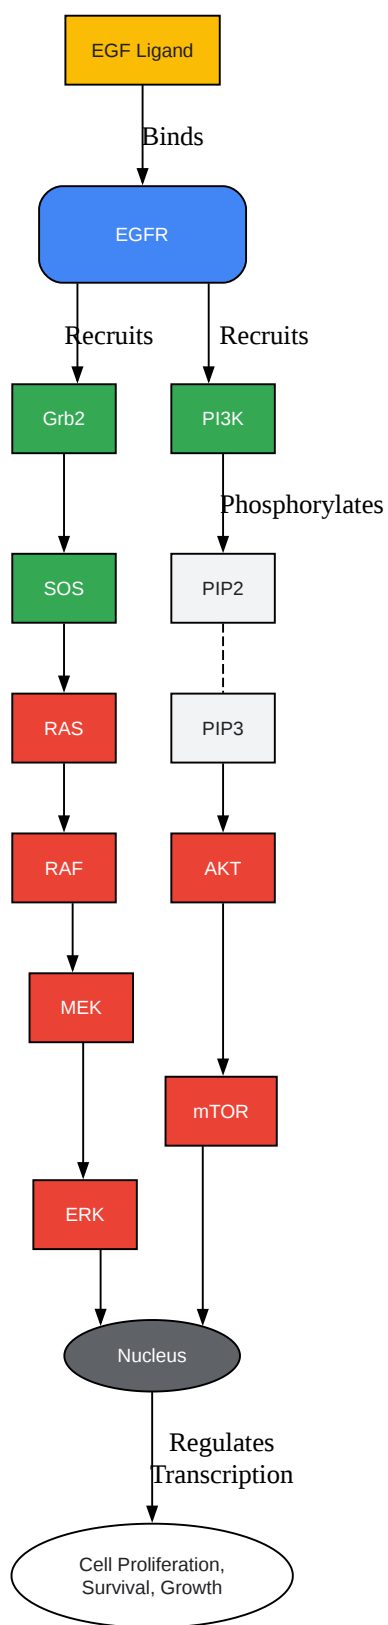 EGF Ligand
Binds
EGFR
Recruits
Recruits
Grb2
PI3K
Phosphorylates
SOS
PIP2
RAS
PIP3
RAF
AKT
MEK
mTOR
ERK
Nucleus
Regulates
Transcription
Cell Proliferation,
Survival, Growth